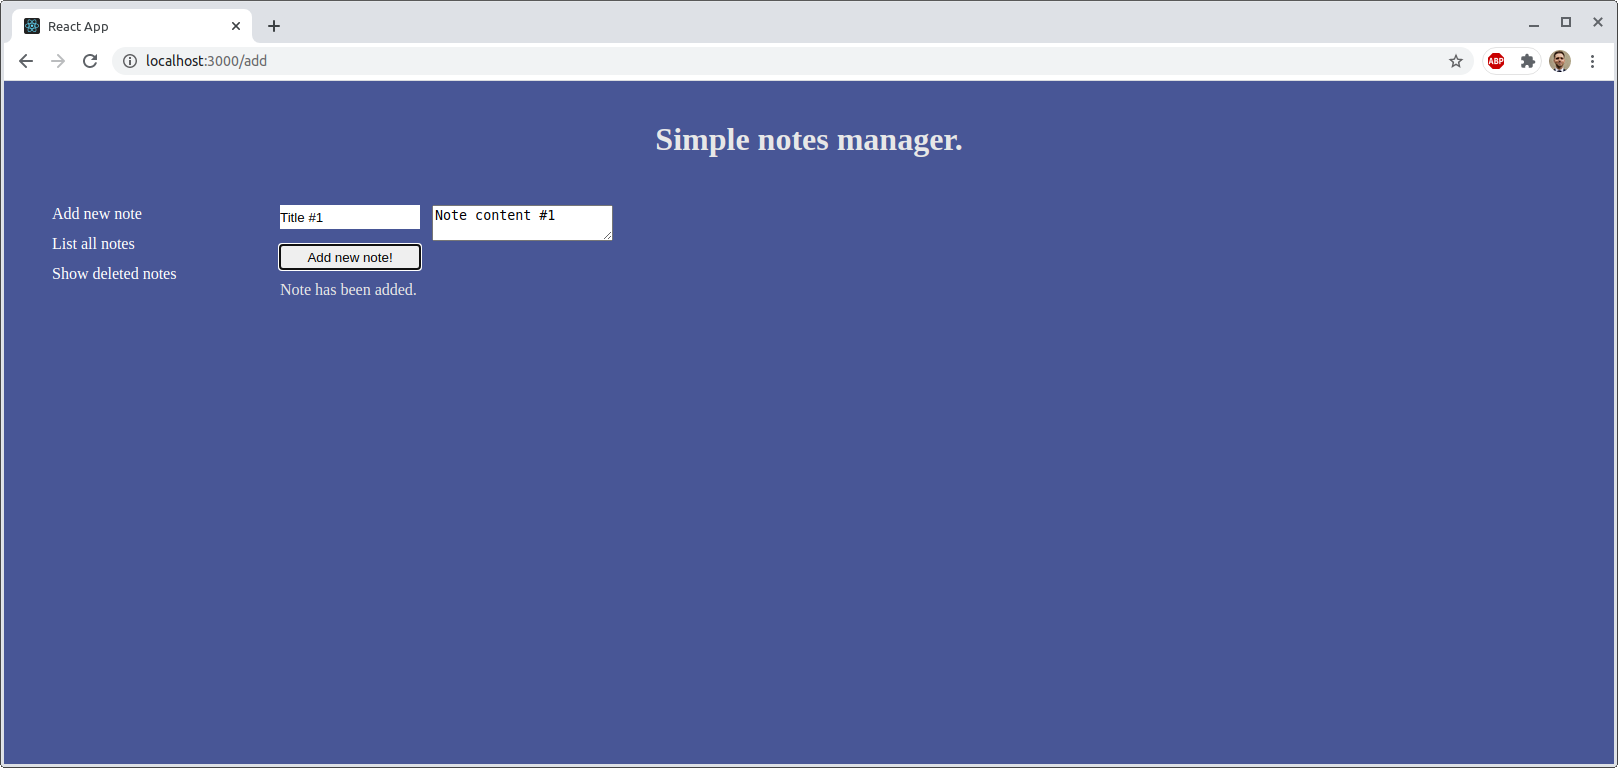 React App
localhost:3000/add
ABP
Simple notes manager.
Add new note
List all notes
Show deleted notes
Title #1
Note content #1
Add new note!
Note has been added.